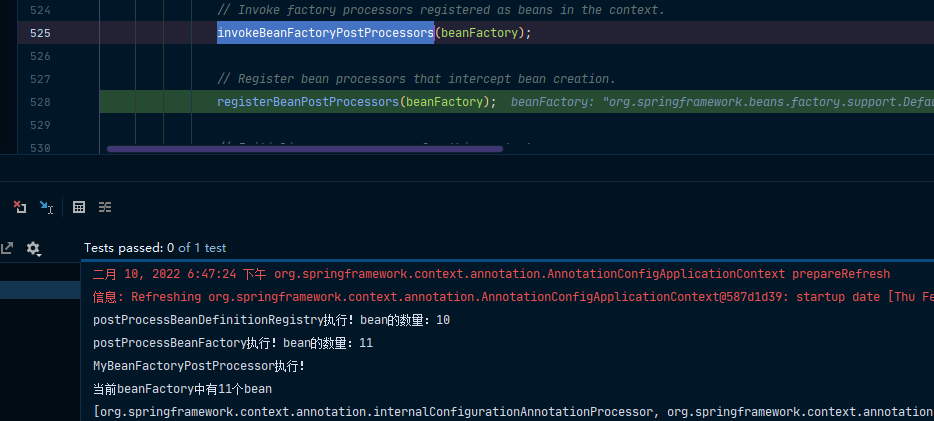 524 // Invoke factory processors registered as beans in the context.
525 invokeBeanFactoryPostProcessors(beanFactory);
526
527 // Register bean processors that intercept bean creation.
528 registerBeanPostProcessors(beanFactory); beanFactory: "org.springframework.beans.factory.support.Defau
529
530
Tests passed: 0 of 1 test
二月 10, 2022 6:47:24 下午 org.springframework.context.annotation.AnnotationConfigApplicationContext prepareRefresh
信息: Refreshing org.springframework.context.annotation.AnnotationConfigApplicationContext@587d1d39: startup date [Thu Fe
postProcessBeanDefinitionRegistry执行！bean的数量：10
postProcessBeanFactory执行！bean的数量：11
MyBeanFactoryPostProcessor执行！
当前beanFactory中有11个bean
[org.springframework.context.annotation.internalConfigurationAnnotationProcessor, org.springframework.context.annotation